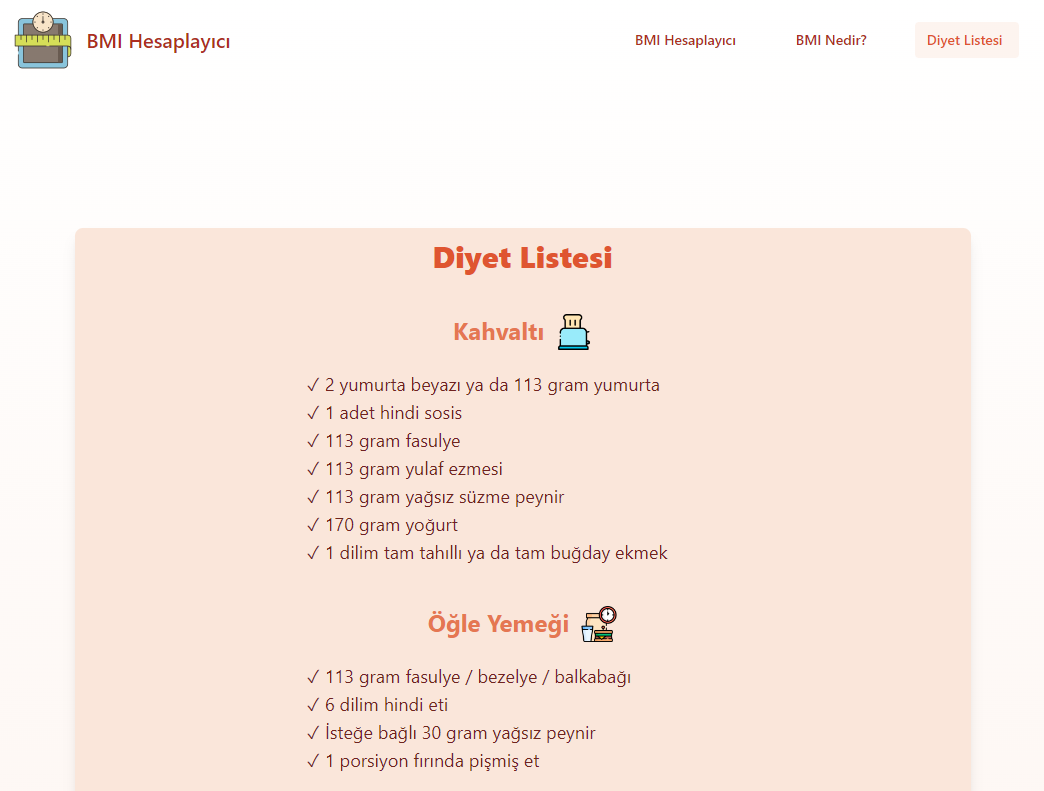 BMI Hesaplayıcı
BMI Hesaplayıcı
BMI Nedir?
Diyet Listesi
Diyet Listesi
Kahvaltı
✓ 2 yumurta beyazı ya da 113 gram yumurta
✓ 1 adet hindi sosis
✓ 113 gram fasulye
✓ 113 gram yulaf ezmesi
✓ 113 gram yağsız süzme peynir
✓ 170 gram yoğurt
✓ 1 dilim tam tahıllı ya da tam buğday ekmek
Öğle Yemeği
✓ 113 gram fasulye / bezelye / balkabağı
✓ 6 dilim hindi eti
✓ İsteğe bağlı 30 gram yağsız peynir
✓ 1 porsiyon fırında pişmiş et